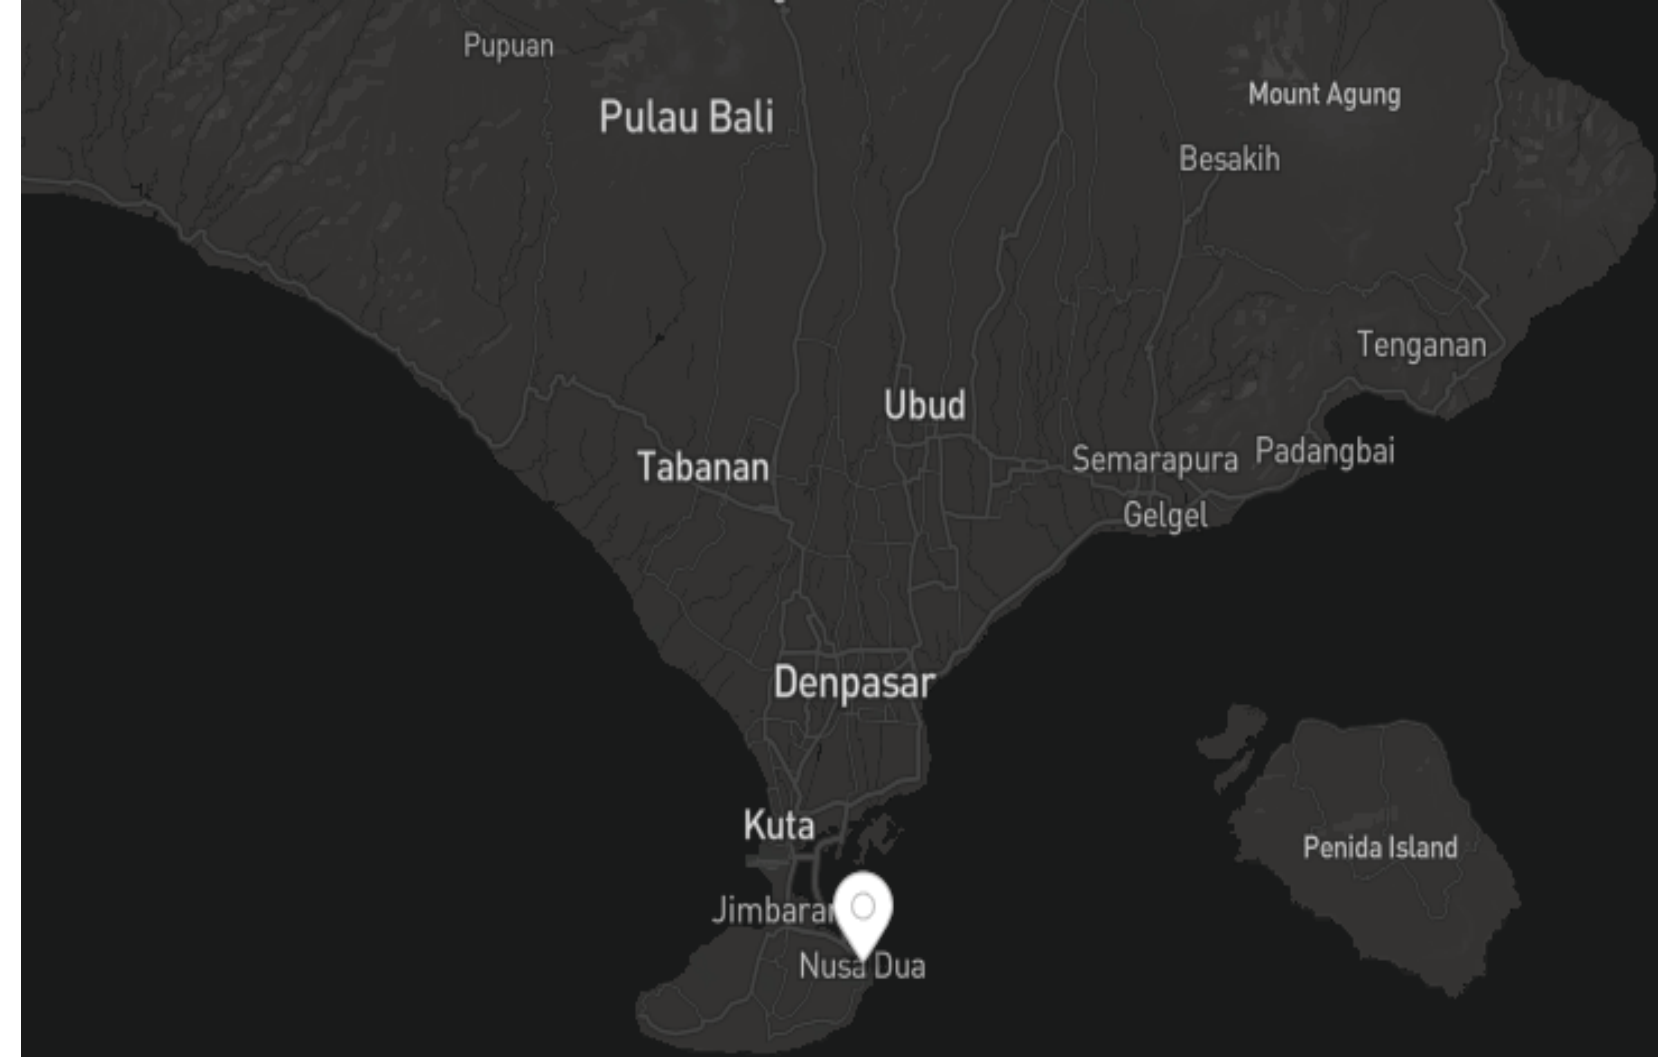 Pupuan
Mount Agung
Pulau Bali
Besakih
Tenganan
Ubud
Padangbai
Semarapura
Tabanan
Gelgel
Denpasar
Kuta
Penida Island
Jimbaran
Nusa Dua